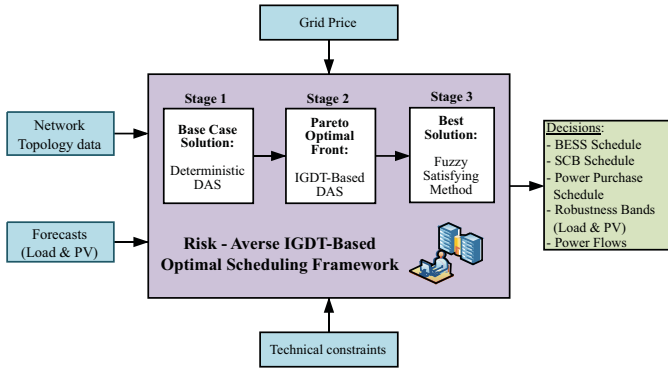 Grid Price
Network
Topology data
Forecasts
(Load & PV)
Stage 1
Base Case
Solution:
Deterministic
DAS
Stage 2
Pareto
Optimal
Front:
IGDT-Based
DAS
Stage 3
Best
Solution:
Fuzzy
Satisfying
Method
Risk - Averse IGDT-Based
Optimal Scheduling Framework
Technical constraints
Decisions:
- BESS Schedule
- SCB Schedule
- Power Purchase
Schedule
- Robustness Bands
(Load & PV)
- Power Flows